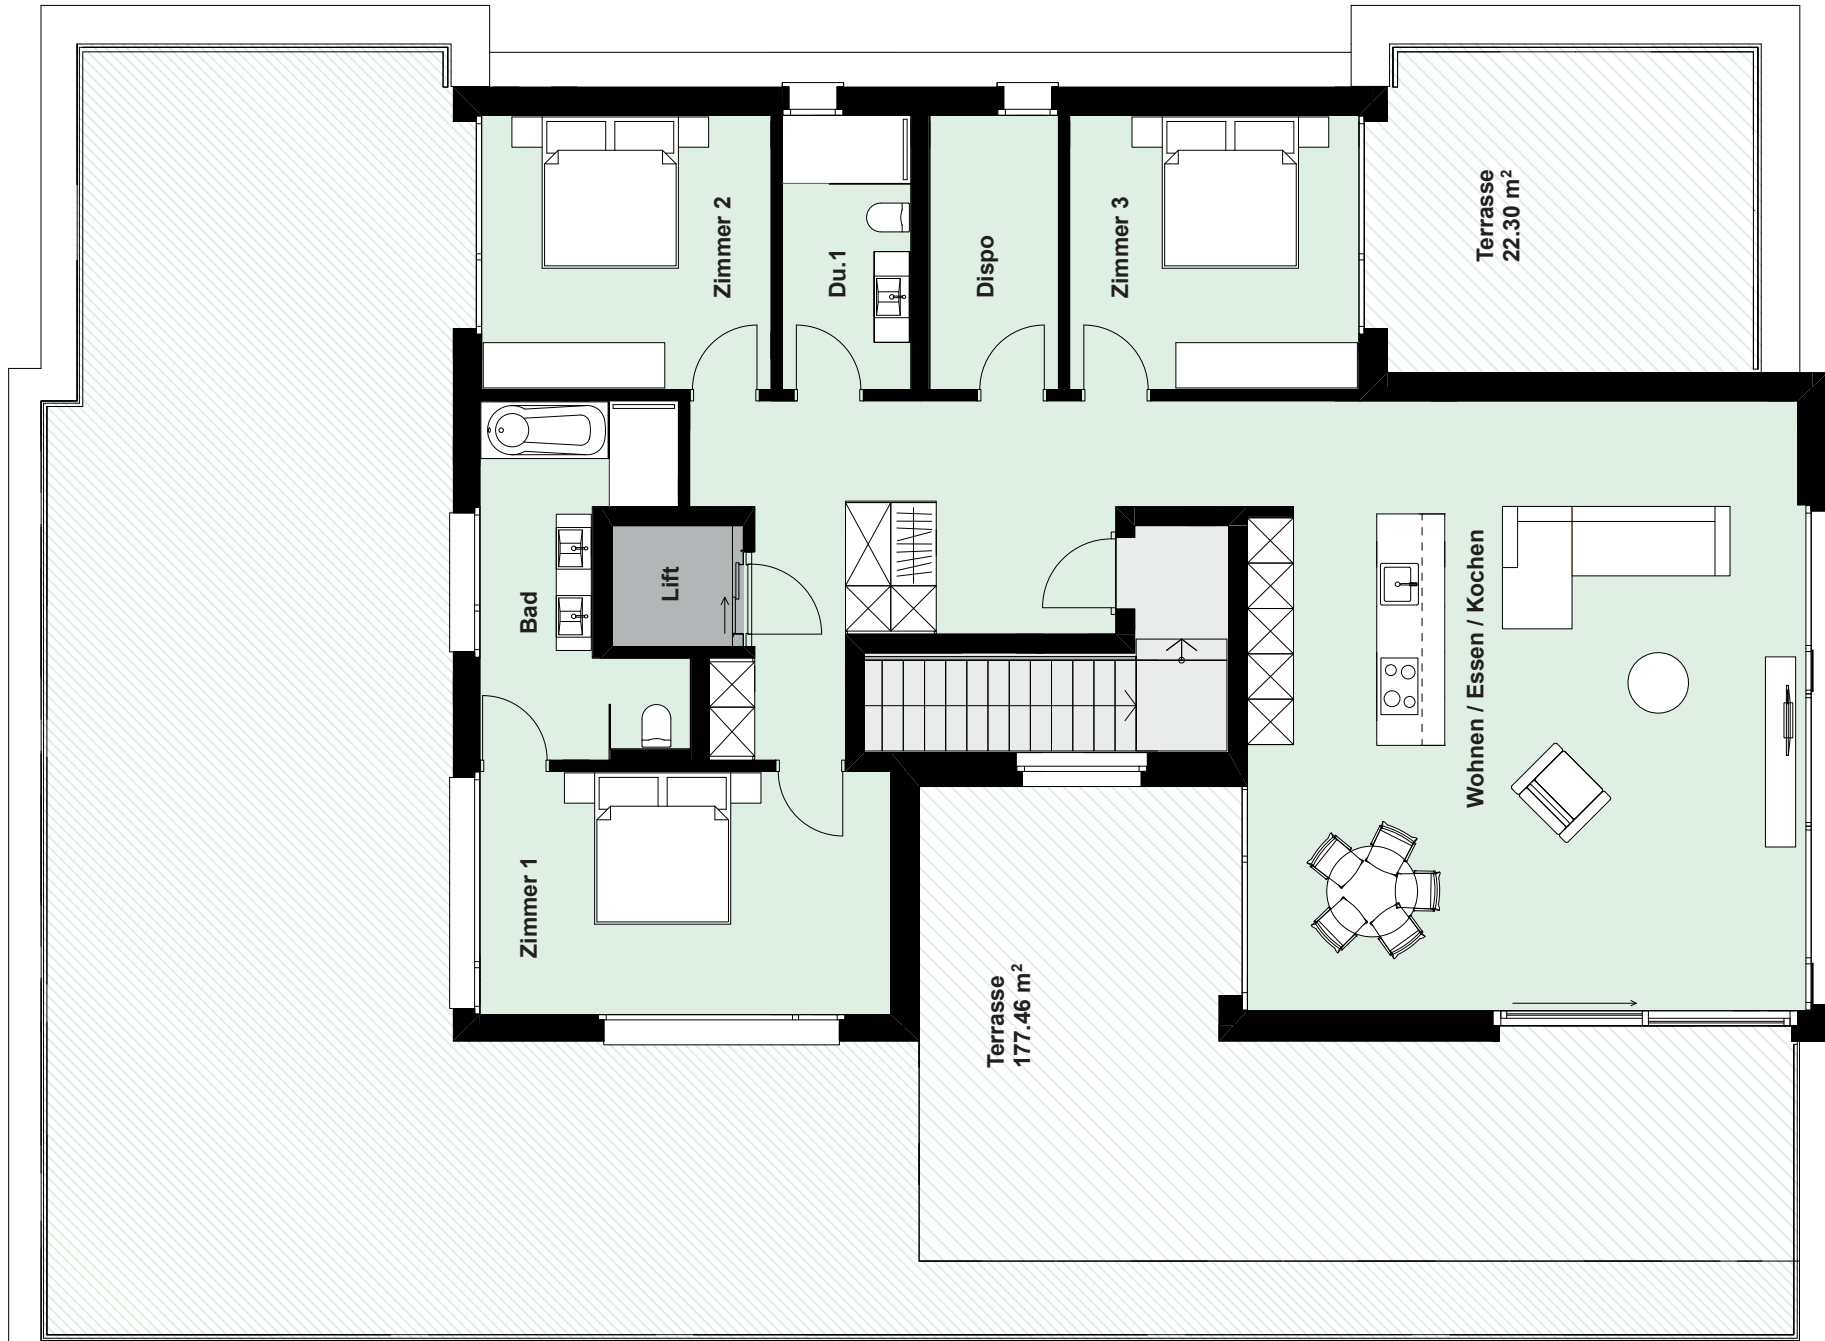 Zimmer 2
Du.1
Dispo
Zimmer 3
Terrasse
22.30 m²
Bad
Lift
Wohnen / Essen / Kochen
Zimmer 1
Terrasse
177.46 m²